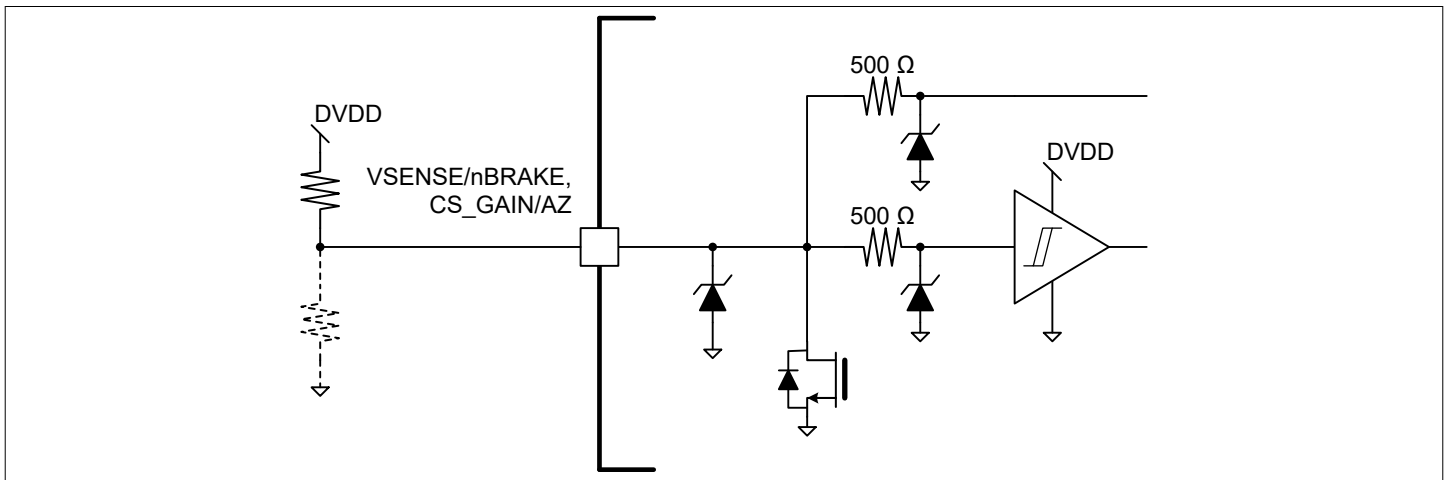 500 Ω
DVDD
VSENSE/nBRAKE,
CS_GAIN/AZ
DVDD
500 Ω